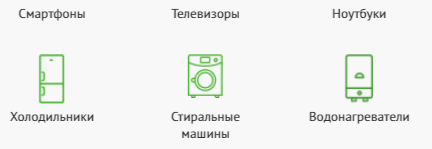 Смартфоны
Телевизоры
Ноутбуки
Холодильники
Стиральные
машины
Водонагреватели